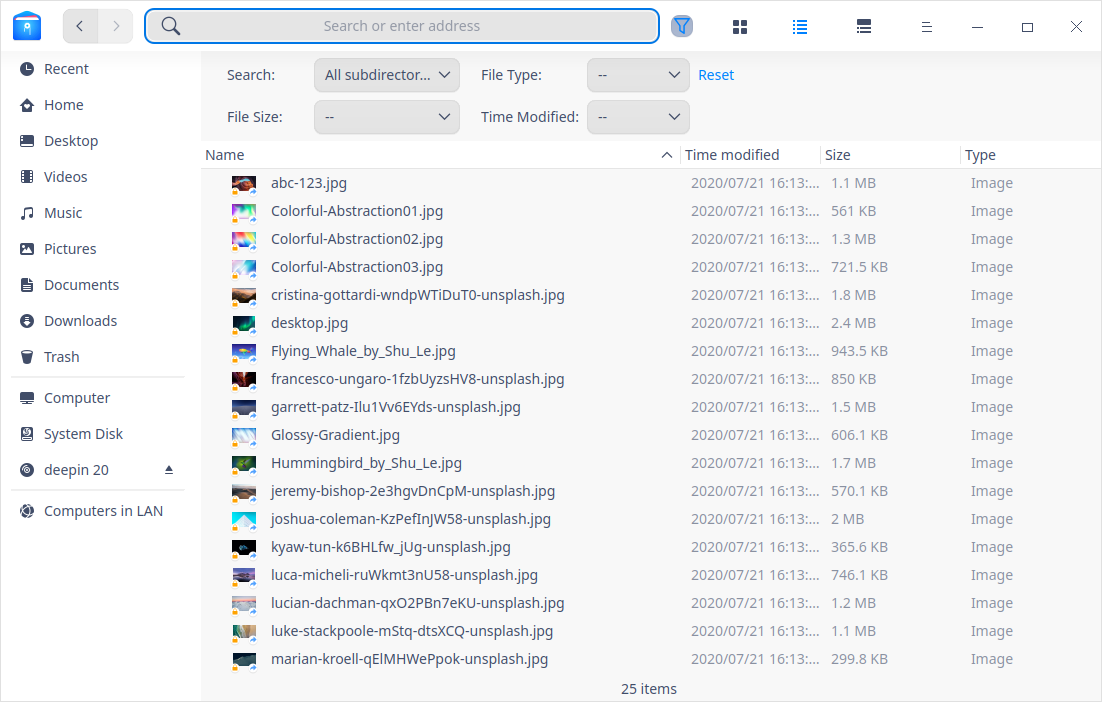 Search or enter address
Recent
Home
Desktop
Videos
Music
Pictures
Documents
Downloads
Trash
Computer
System Disk
deepin 20
Computers in LAN
Search: All subdirector... File Type: -- Reset
File Size: -- Time Modified: --
Name Time modified Size Type
abc-123.jpg 2020/07/21 16:13:... 1.1 MB Image
Colorful-Abstraction01.jpg 2020/07/21 16:13:... 561 KB Image
Colorful-Abstraction02.jpg 2020/07/21 16:13:... 1.3 MB Image
Colorful-Abstraction03.jpg 2020/07/21 16:13:... 721.5 KB Image
cristina-gottardi-wndpWTiDuT0-unsplash.jpg 2020/07/21 16:13:... 1.8 MB Image
desktop.jpg 2020/07/21 16:13:... 2.4 MB Image
Flying_Whale_by_Shu_Le.jpg 2020/07/21 16:13:... 943.5 KB Image
francesco-ungaro-1fzbUyzsHV8-unsplash.jpg 2020/07/21 16:13:... 850 KB Image
garrett-patz-Ilu1Vv6EYds-unsplash.jpg 2020/07/21 16:13:... 1.5 MB Image
Glossy-Gradient.jpg 2020/07/21 16:13:... 606.1 KB Image
Hummingbird_by_Shu_Le.jpg 2020/07/21 16:13:... 1.7 MB Image
jeremy-bishop-2e3hgvDnCpM-unsplash.jpg 2020/07/21 16:13:... 570.1 KB Image
joshua-coleman-KzPefInJW58-unsplash.jpg 2020/07/21 16:13:... 2 MB Image
kyaw-tun-k6BHLfw_jUg-unsplash.jpg 2020/07/21 16:13:... 365.6 KB Image
luca-micheli-ruWkmt3nU58-unsplash.jpg 2020/07/21 16:13:... 746.1 KB Image
lucian-dachman-qxO2PBn7eKU-unsplash.jpg 2020/07/21 16:13:... 1.2 MB Image
luke-stackpoole-mStq-dtsXCQ-unsplash.jpg 2020/07/21 16:13:... 1.1 MB Image
marian-kroell-qElMHWePpok-unsplash.jpg 2020/07/21 16:13:... 299.8 KB Image
25 items